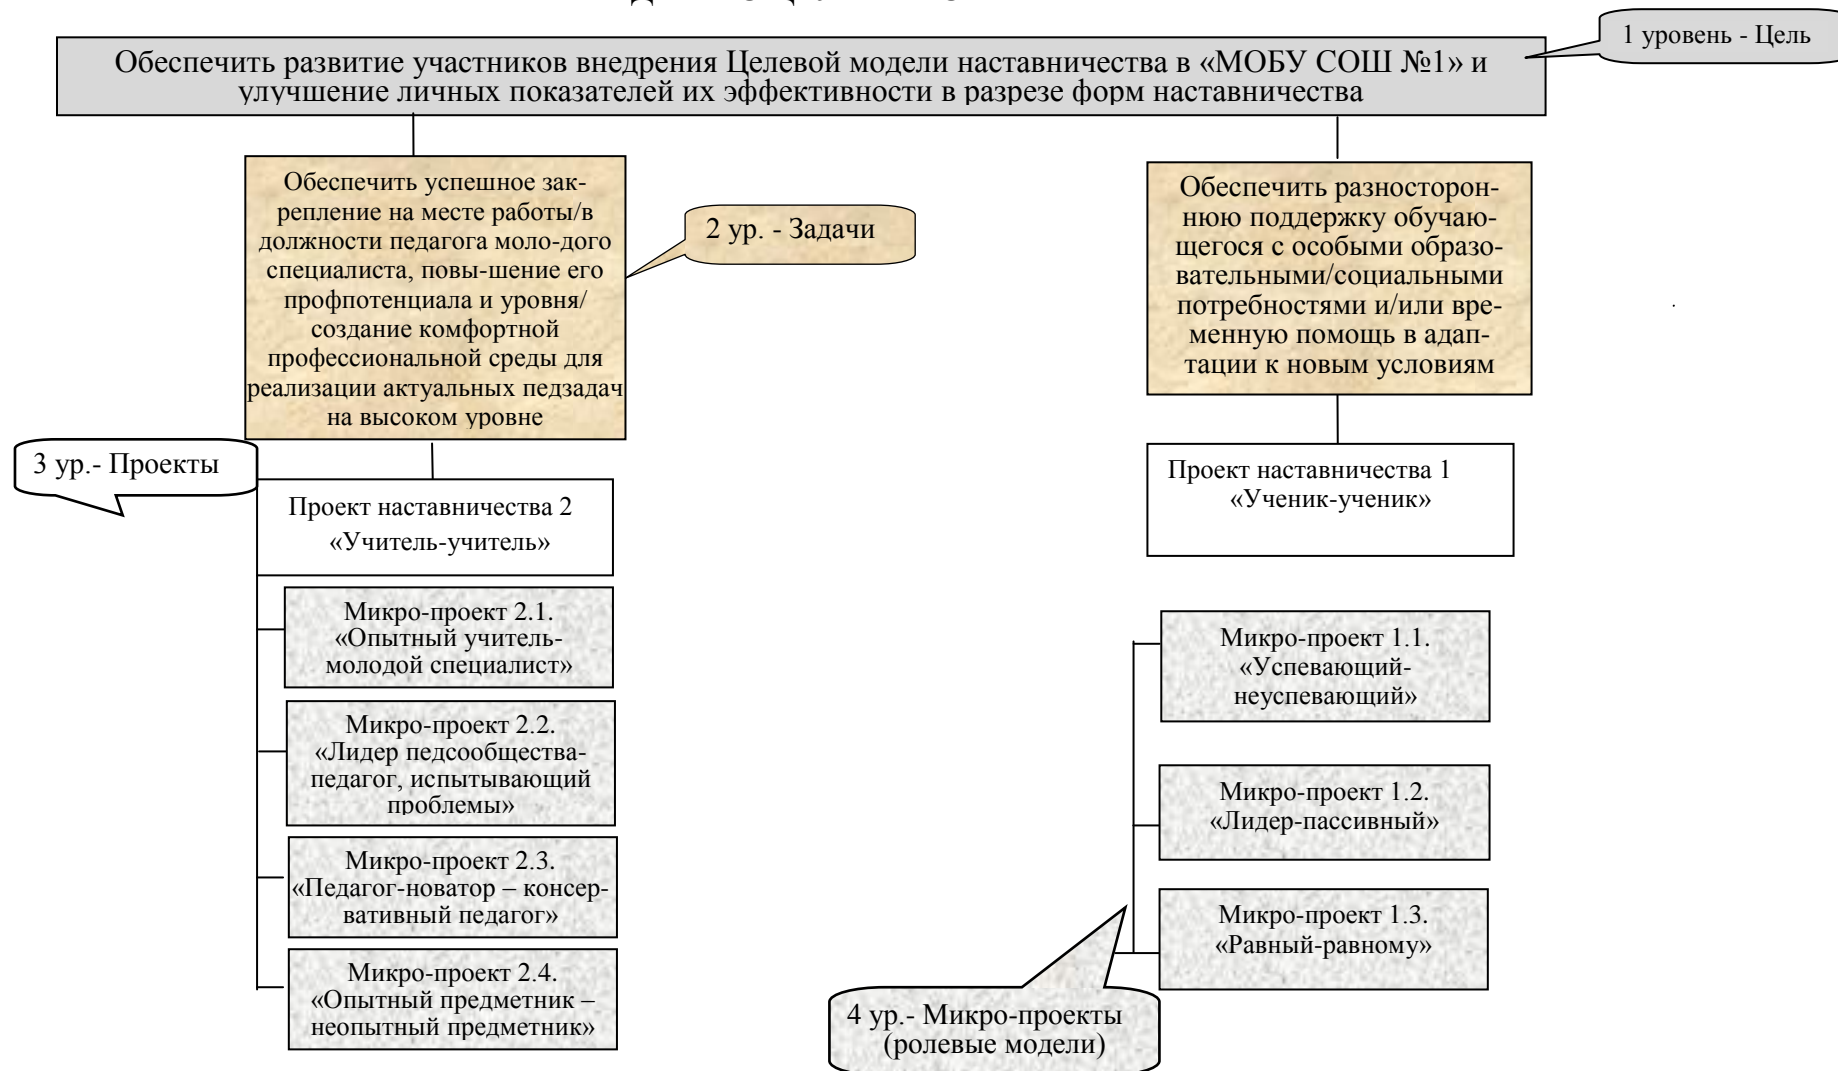 1 уровень - Цель
Обеспечить развитие участников внедрения Целевой модели наставничества в «МОБУ СОШ №1» и
улучшение личных показателей их эффективности в разрезе форм наставничества
Обеспечить успешное зак-
репление на месте работы/в
должности педагога моло-дого
специалиста, повы-шение его
профпотенциала и уровня/
создание комфортной
профессиональной среды для
реализации актуальных педзадач
на высоком уровне
2 ур. - Задачи
Обеспечить разносторон-
нюю поддержку обучаю-
щегося с особыми образо-
вательными/социальными
потребностями и/или вре-
менную помощь в адап-
тации к новым условиям
3 ур.- Проекты
Проект наставничества 2
«Учитель-учитель»
Проект наставничества 1
«Ученик-ученик»
Микро-проект 2.1.
«Опытный учитель-
молодой специалист»
Микро-проект 2.2.
«Лидер педсообщества-
педагог, испытывающий
проблемы»
Микро-проект 2.3.
«Педагог-новатор – консер-
вативный педагог»
Микро-проект 2.4.
«Опытный предметник –
неопытный предметник»
Микро-проект 1.1.
«Успевающий-
неуспевающий»
Микро-проект 1.2.
«Лидер-пассивный»
Микро-проект 1.3.
«Равный-равному»
4 ур.- Микро-проекты
(ролевые модели)